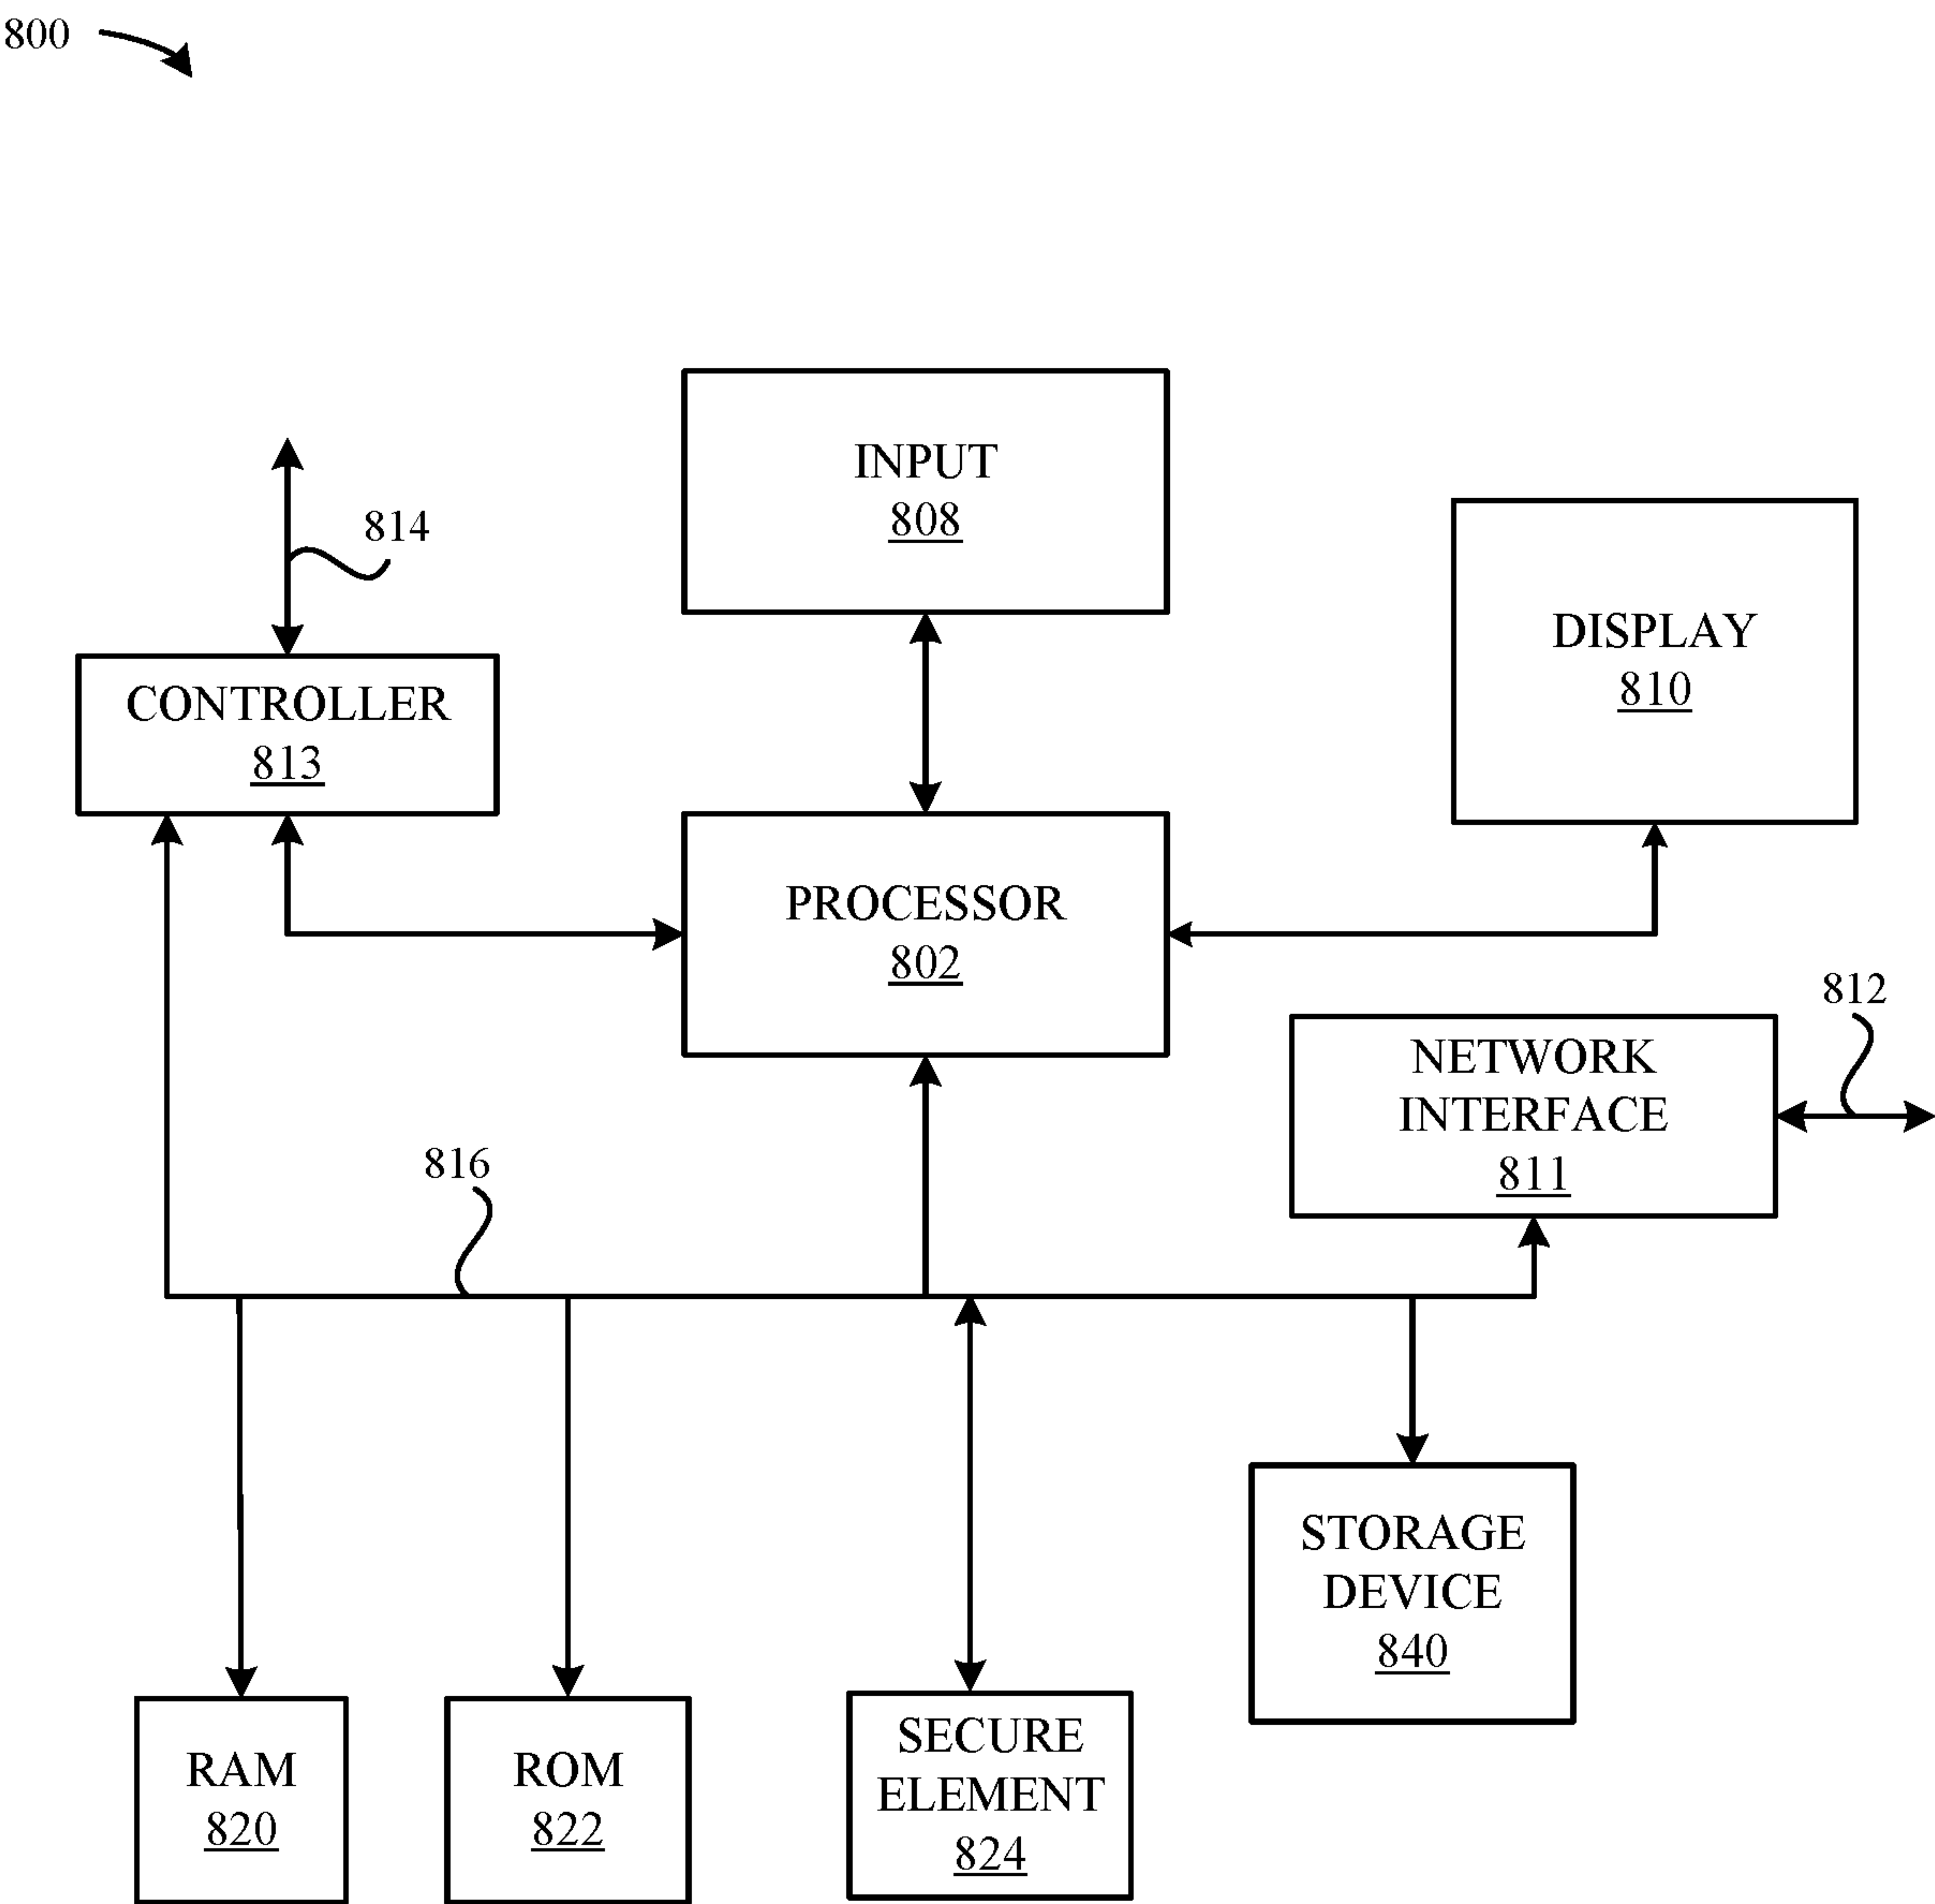 800
INPUT
808
814
DISPLAY
810
CONTROLLER
813
PROCESSOR
802
812
NETWORK
INTERFACE
811
816
STORAGE
DEVICE
840
RAM
820
ROM
822
SECURE
ELEMENT
824